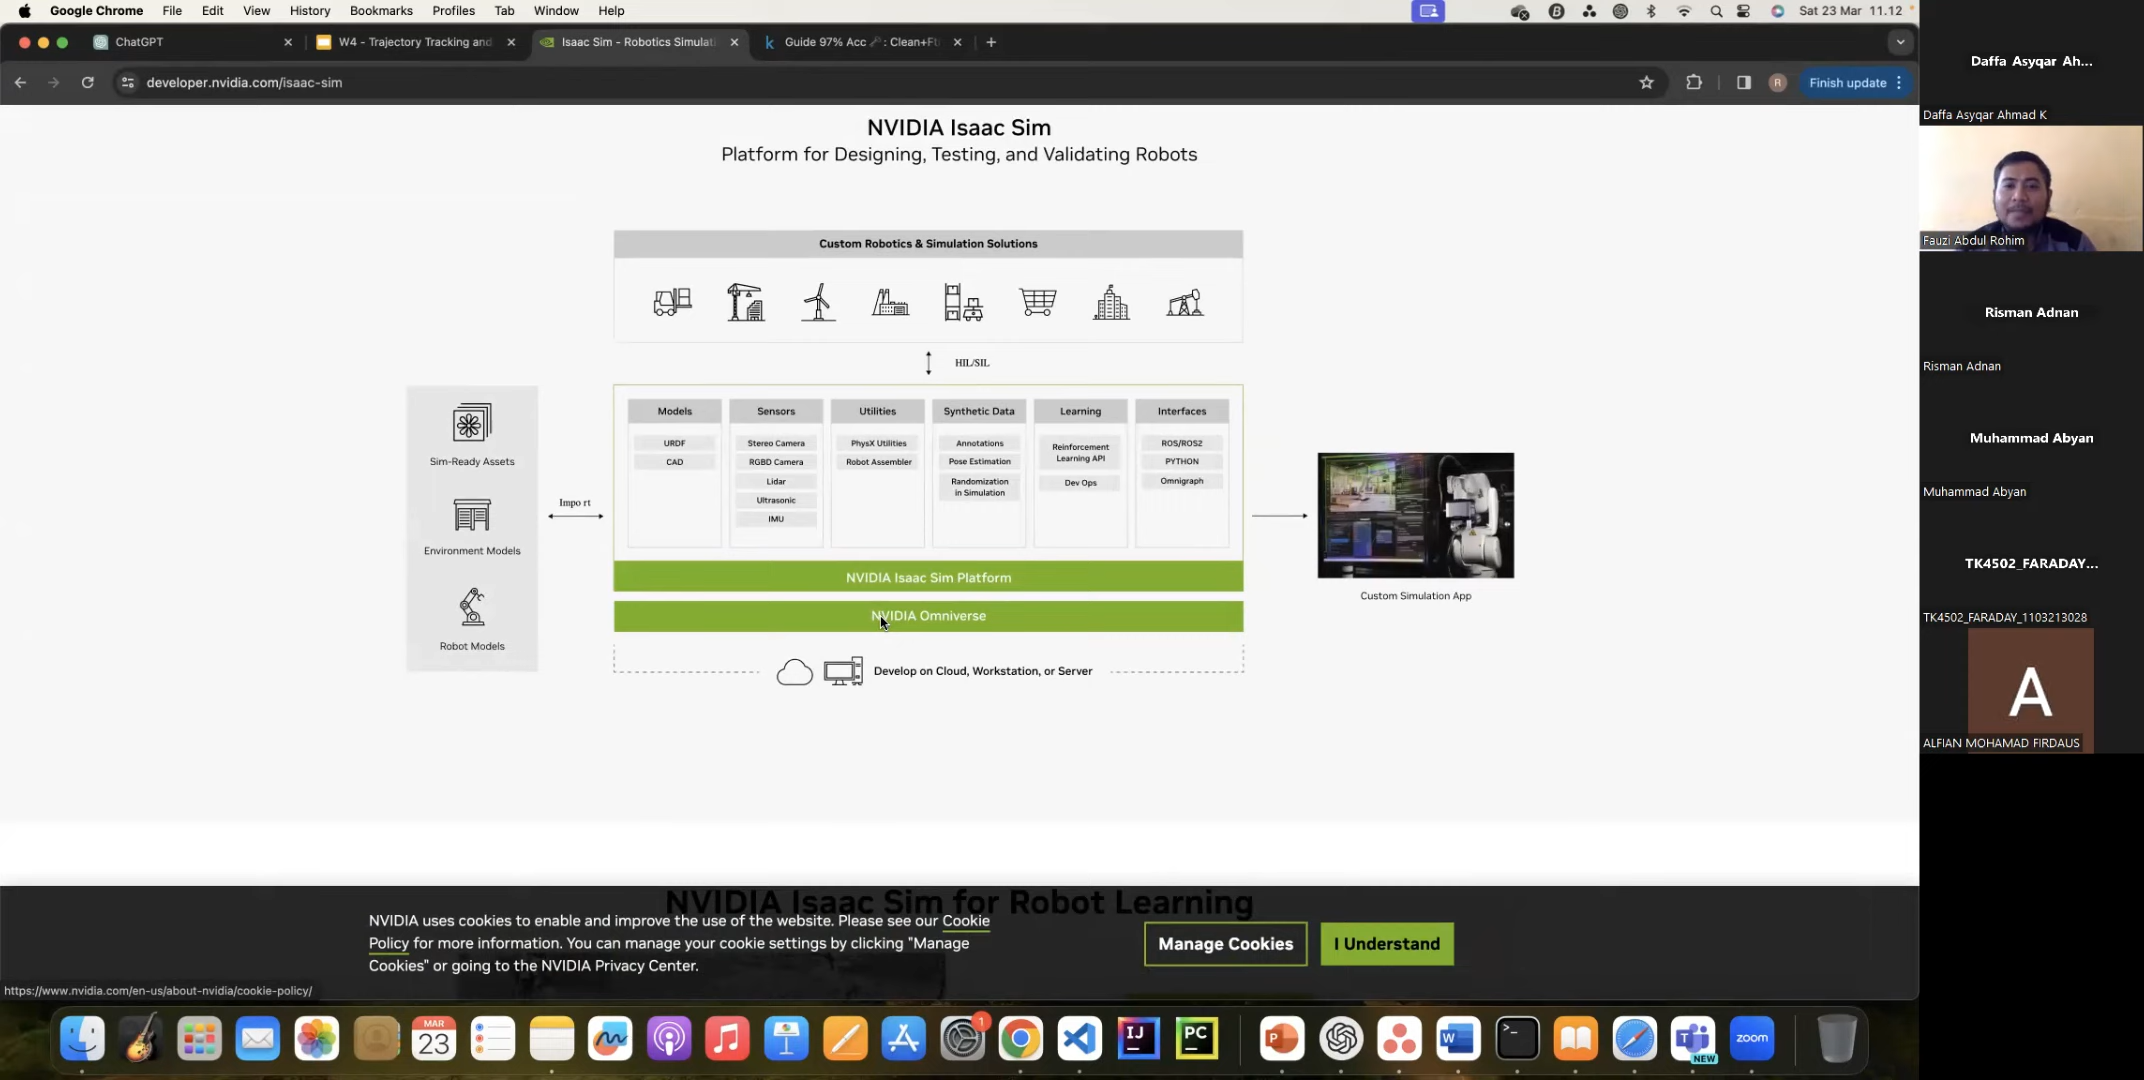 Google Chrome File Edit View History Bookmarks Profiles Tab Window Help Sat 23 Mar 11.12
ChatGPT
W4 - Trajectory Tracking and
Isaac Sim - Robotics Simulat
Guide 97% Acc
: Clean+Ft
developer.nvidia.com/isaac-sim
R
Finish update
NVIDIA Isaac Sim
Platform for Designing, Testing, and Validating Robots
Custom Robotics & Simulation Solutions
HIL/SIL
Sim-Ready Assets
Environment Models
Robot Models
Impo rt
Models
URDF
CAD
Sensors
Stereo Camera
RGBD Camera
Lidar
Ultrasonic
IMU
Utilities
PhysX Utilities
Robot Assembler
Synthetic Data
Annotations
Pose Estimation
Randomization
in Simulation
Learning
Reinforcement
Learning API
Dev Ops
Interfaces
ROS/ROS2
PYTHON
Omnigraph
NVIDIA Isaac Sim Platform
NVIDIA Omniverse
Develop on Cloud, Workstation, or Server
Custom Simulation App
NVIDIA Isaac Sim for Robot Learning
NVIDIA uses cookies to enable and improve the use of the website. Please see our Cookie
Policy for more information. You can manage your cookie settings by clicking "Manage
Cookies" or going to the NVIDIA Privacy Center.
Manage Cookies
I Understand
https://www.nvidia.com/en-us/about-nvidia/cookie-policy/
MAR
23
1
IJ
PC
P
W
>_
T
NEW
zoom
Daffa Asyqar Ah...
Daffa Asyqar Ahmad K
Fauzi Abdul Rohim
Risman Adnan
Risman Adnan
Muhammad Abyan
Muhammad Abyan
TK4502_FARADAY...
TK4502_FARADAY_1103213028
A
ALFIAN MOHAMAD FIRDAUS